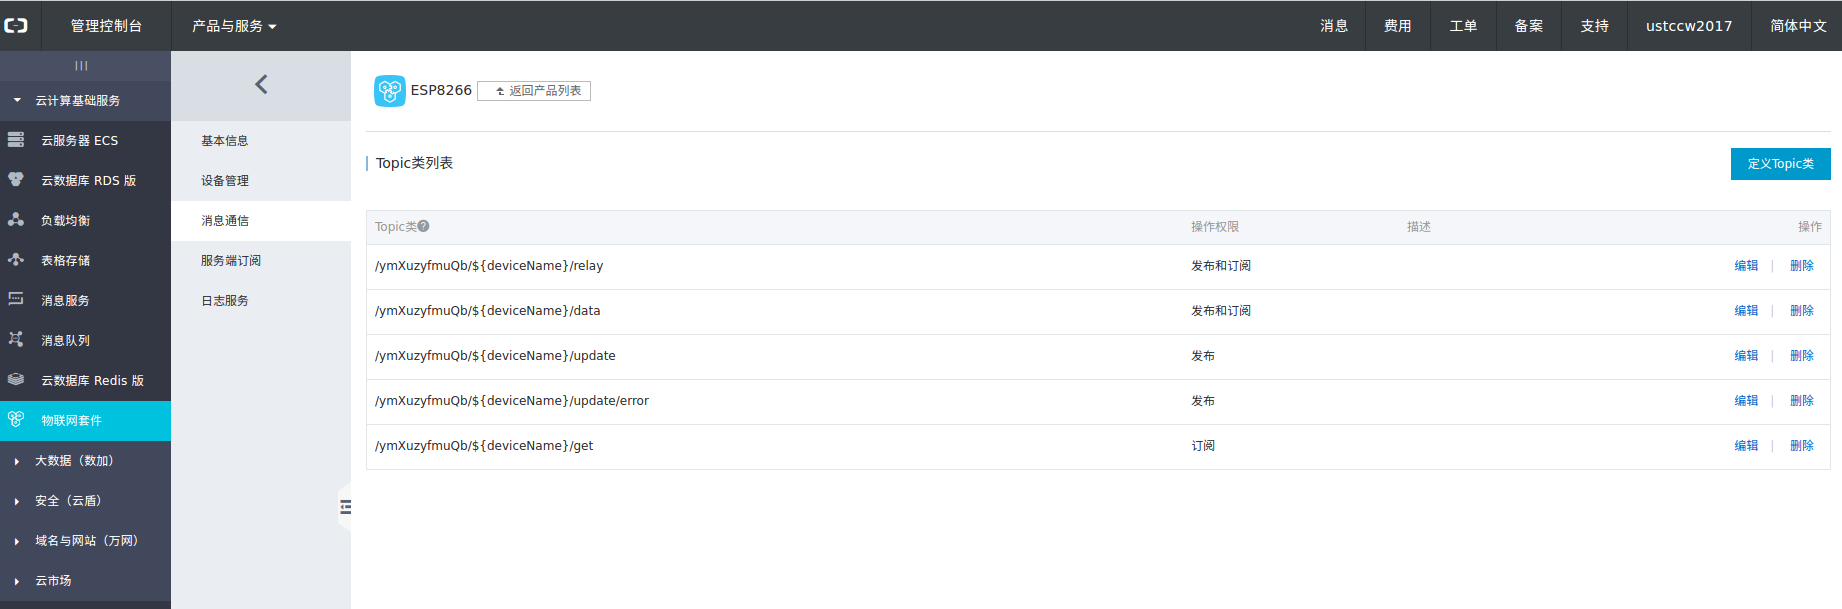 管理控制台 产品与服务 消息 费用 工单 备案 支持 ustccw2017 简体中文
云计算基础服务
云服务器 ECS
云数据库 RDS 版
负载均衡
表格存储
消息服务
消息队列
云数据库 Redis 版
物联网套件
大数据（数加）
安全（云盾）
域名与网站（万网）
云市场
基本信息
设备管理
消息通信
服务端订阅
日志服务
ESP8266 返回产品列表
Topic类列表 定义Topic类
Topic类 操作权限 描述 操作
/ymXuzyfmuQb/${deviceName}/relay 发布和订阅 编辑 | 删除
/ymXuzyfmuQb/${deviceName}/data 发布和订阅 编辑 | 删除
/ymXuzyfmuQb/${deviceName}/update 发布 编辑 | 删除
/ymXuzyfmuQb/${deviceName}/update/error 发布 编辑 | 删除
/ymXuzyfmuQb/${deviceName}/get 订阅 编辑 | 删除